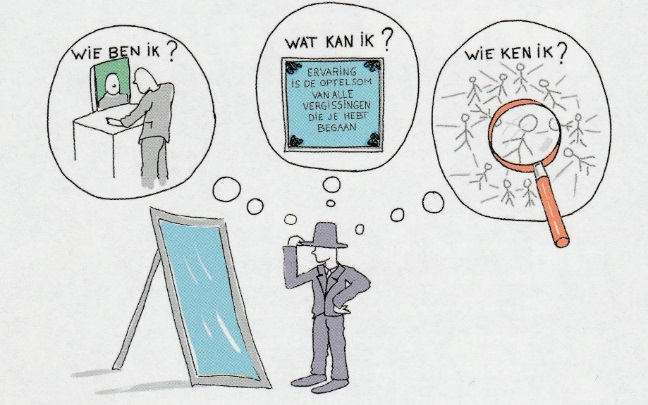 WIE BEN IK ?
WAT KAN IK ?
ERVARING
IS DE OPTELSOM
VAN ALLE
VERGISSINGEN
DIE JE HEBT
BEGAAN
WIE KEN IK ?